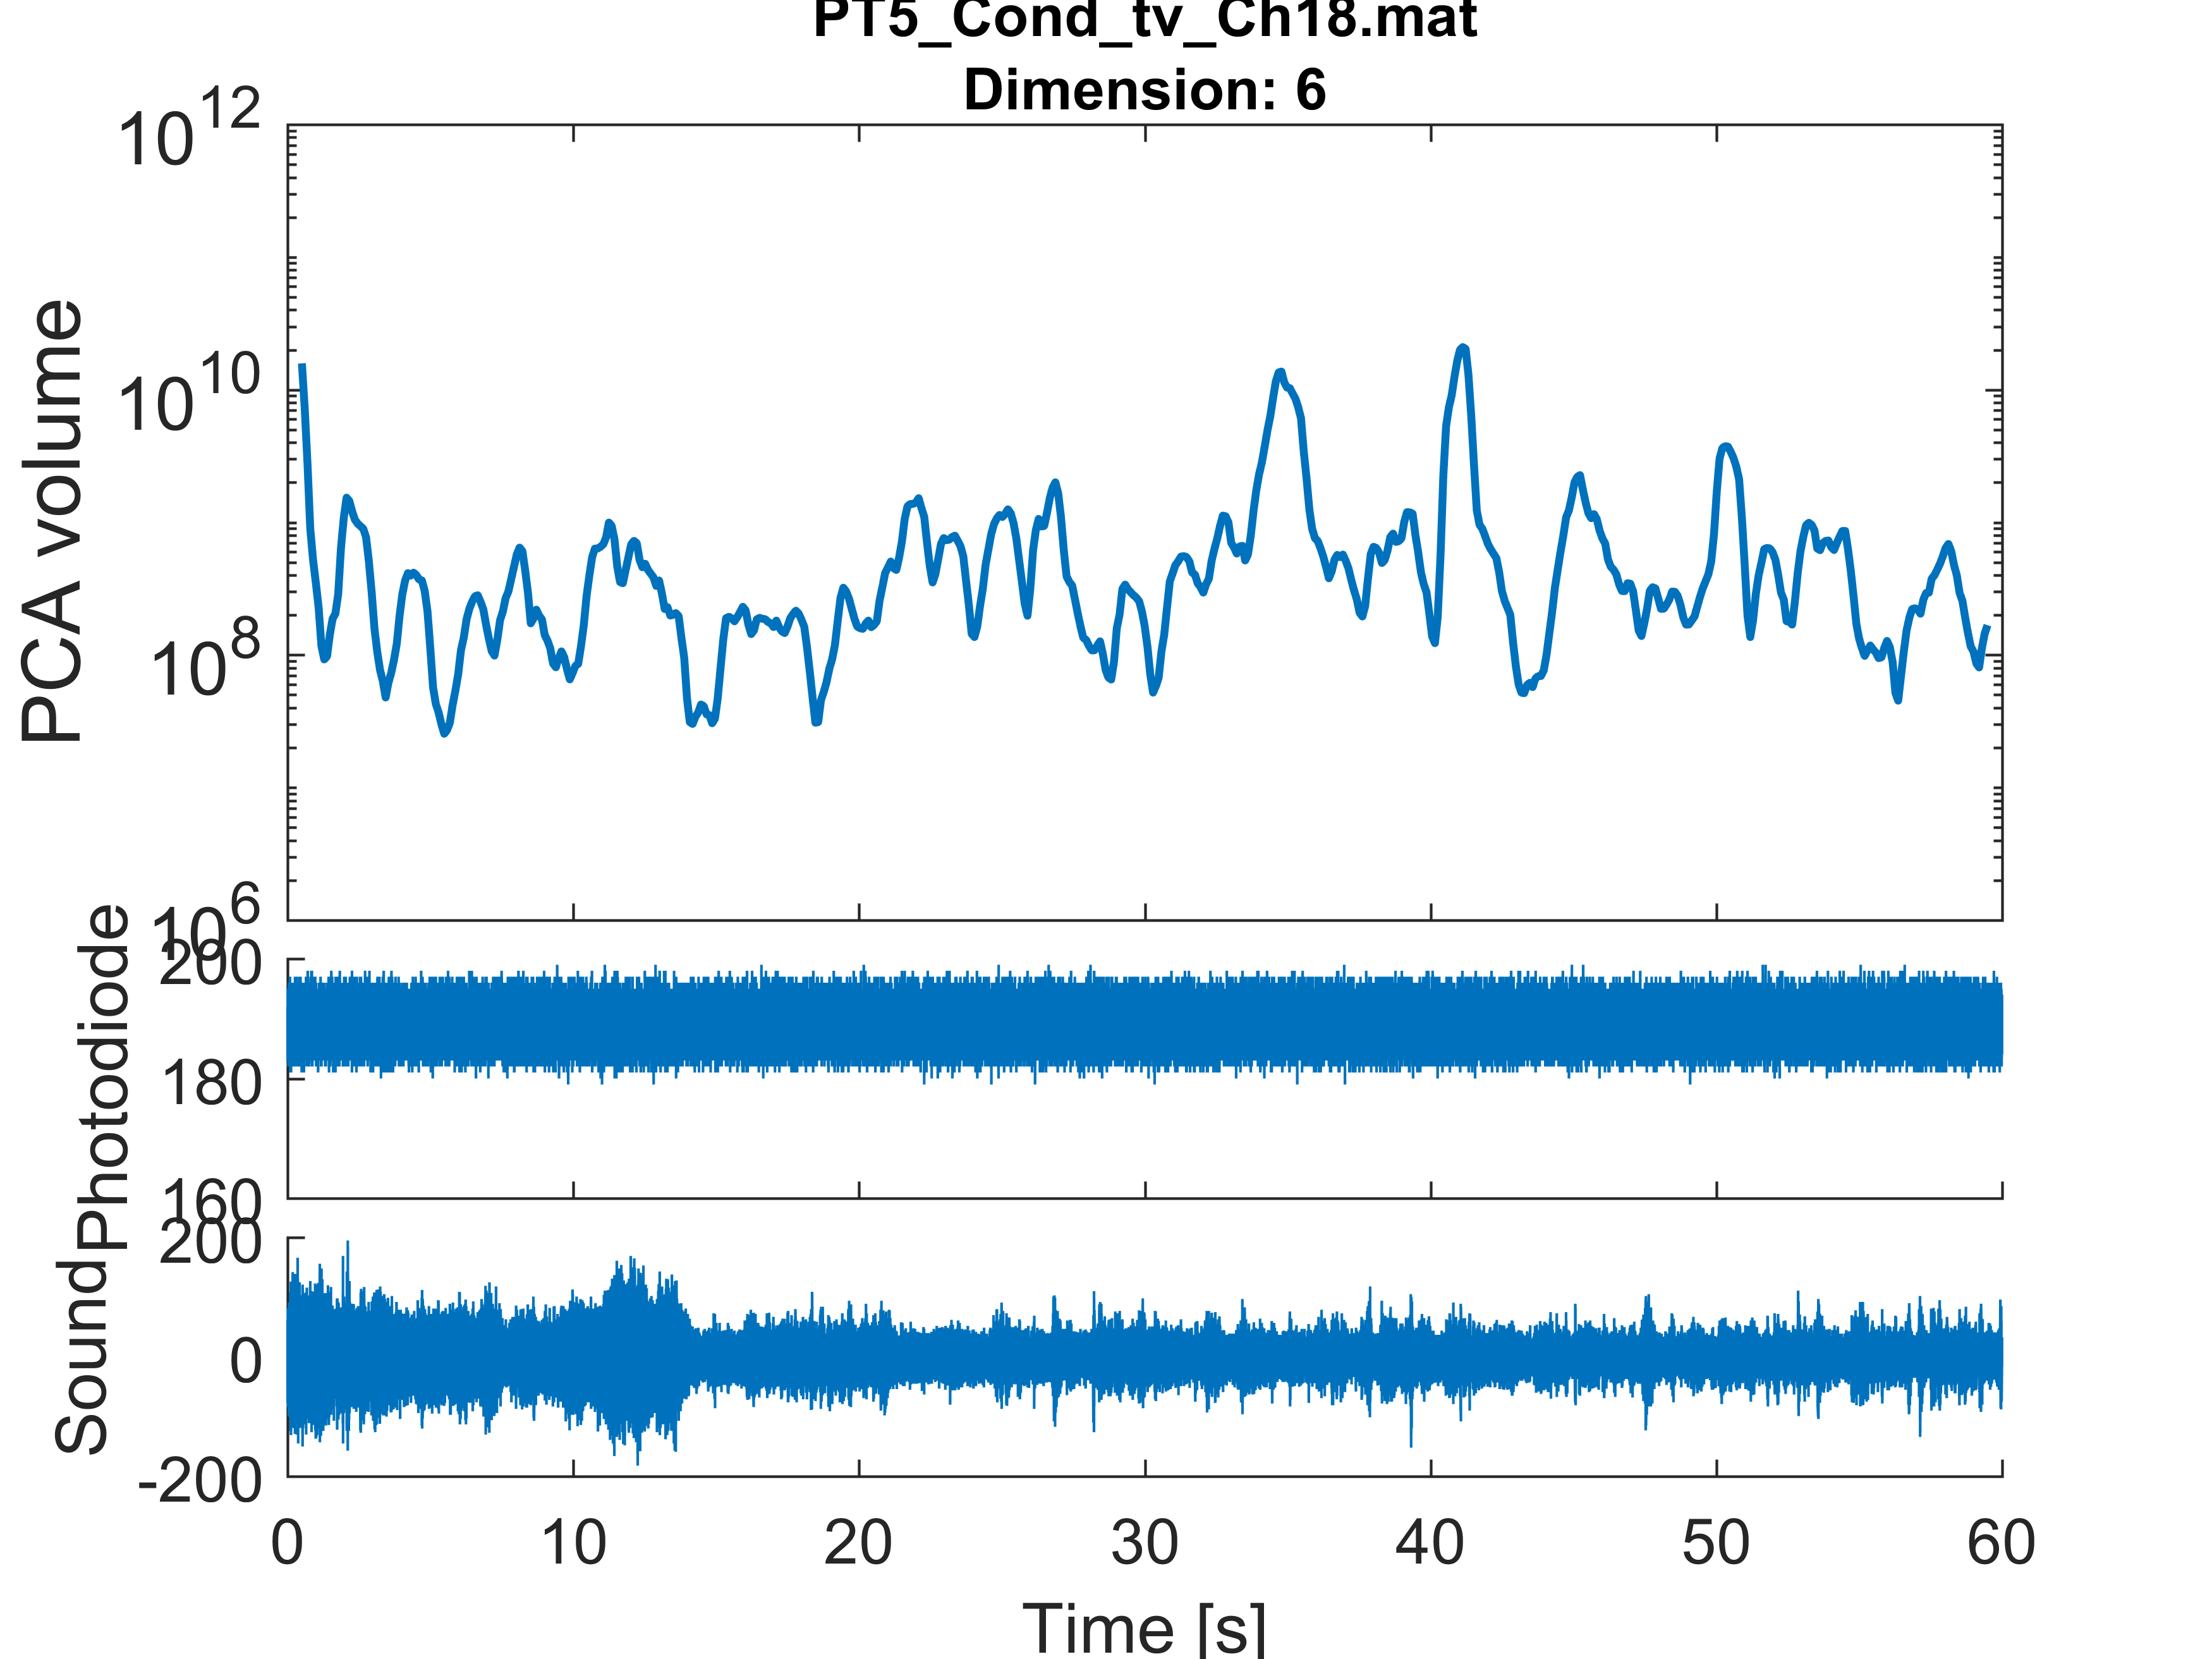 PT5_Cond_tv_Ch18.mat
Dimension: 6
10^12
10^10
10^8
10^6
PCA volume
200
180
160
Photodiode
200
0
-200
Sound
0 10 20 30 40 50 60
Time [s]